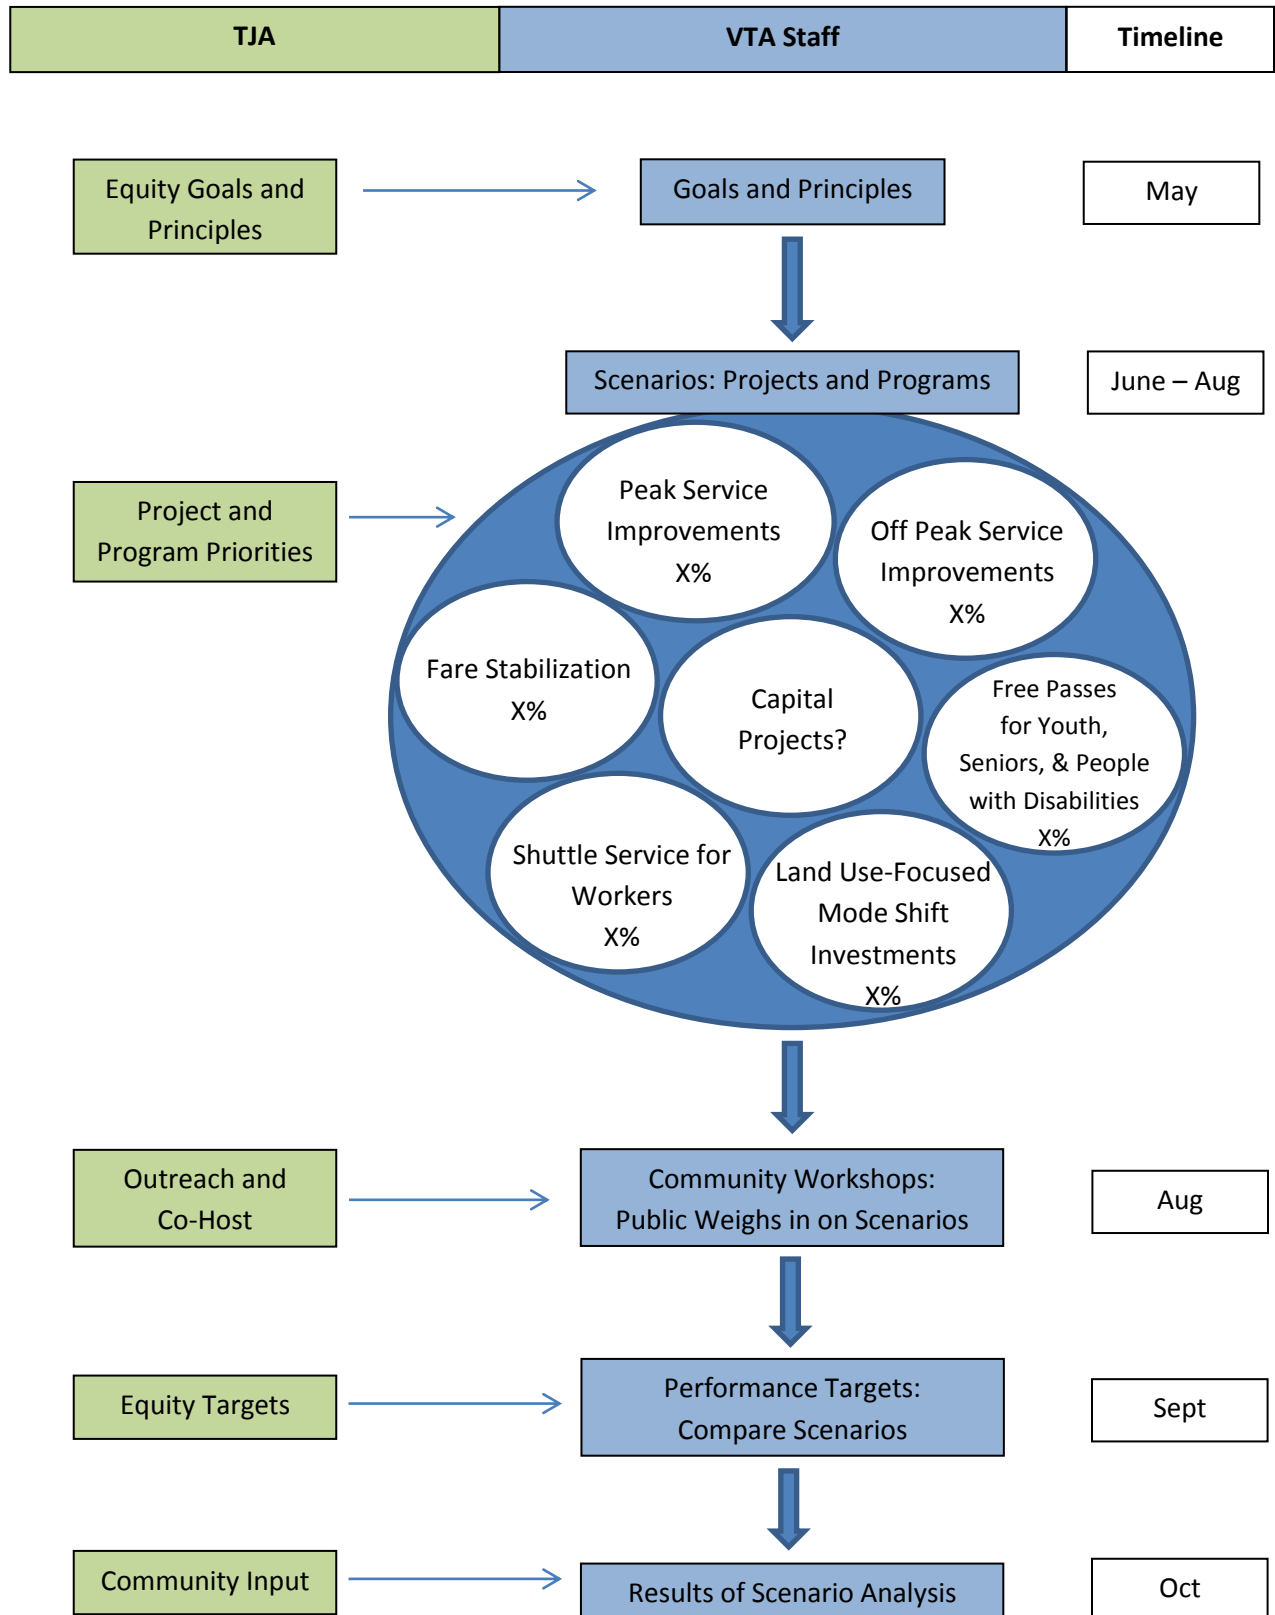 TJA
VTA Staff
Timeline
Equity Goals and
Principles
Goals and Principles
May
Scenarios: Projects and Programs
June – Aug
Project and
Program Priorities
Peak Service
Improvements
X%
Off Peak Service
Improvements
X%
Fare Stabilization
X%
Capital
Projects?
Free Passes
for Youth,
Seniors, & People
with Disabilities
X%
Shuttle Service for
Workers
X%
Land Use-Focused
Mode Shift
Investments
X%
Outreach and
Co-Host
Community Workshops:
Public Weighs in on Scenarios
Aug
Equity Targets
Performance Targets:
Compare Scenarios
Sept
Community Input
Results of Scenario Analysis
Oct